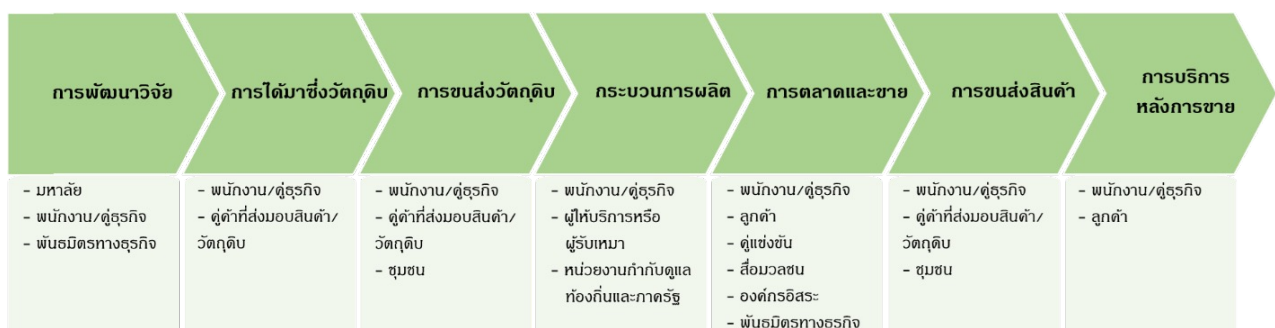 การพัฒนาวิจัย
- มหาลัย
- พนักงาน/คู่ธุรกิจ
- พันธมิตรทางธุรกิจ
การได้มาซึ่งวัตถุดิบ
- พนักงาน/คู่ธุรกิจ
- คู่ค้าที่ส่งมอบสินค้า/
วัตถุดิบ
การขนส่งวัตถุดิบ
- พนักงาน/คู่ธุรกิจ
- คู่ค้าที่ส่งมอบสินค้า/
วัตถุดิบ
- ชุมชน
กระบวนการผลิต
- พนักงาน/คู่ธุรกิจ
- ผู้ให้บริการหรือ
ผู้รับเหมา
- หน่วยงานกำกับดูแล
ท้องถิ่นและภาครัฐ
การตลาดและขาย
- พนักงาน/คู่ธุรกิจ
- ลูกค้า
- คู่แข่งขัน
- สื่อมวลชน
- องค์กรอิสระ
- พันธมิตรทางธุรกิจ
การขนส่งสินค้า
- พนักงาน/คู่ธุรกิจ
- คู่ค้าที่ส่งมอบสินค้า/
วัตถุดิบ
- ชุมชน
การบริการ
หลังการขาย
- พนักงาน/คู่ธุรกิจ
- ลูกค้า